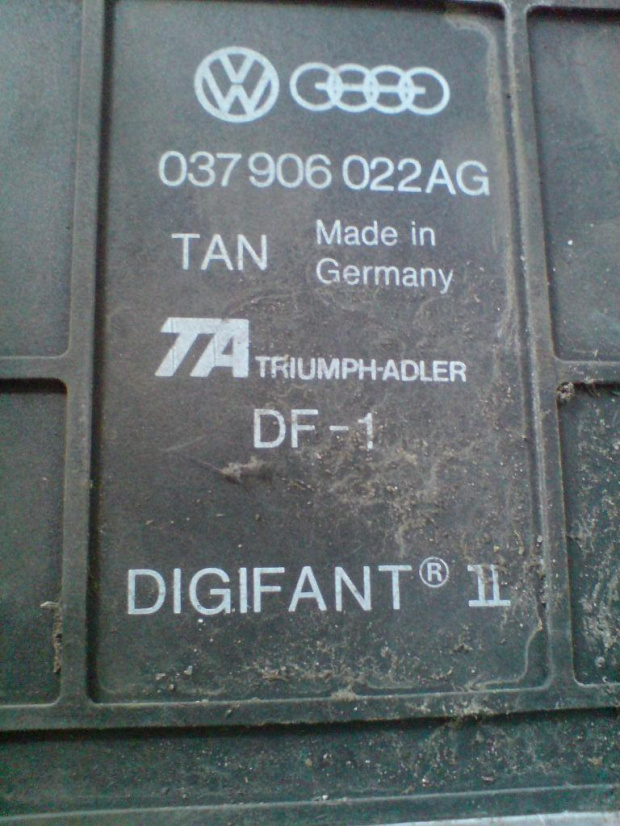 037 906 022AG
TAN Made in
Germany
TA TRIUMPH-ADLER
DF-1
DIGIFANT® II